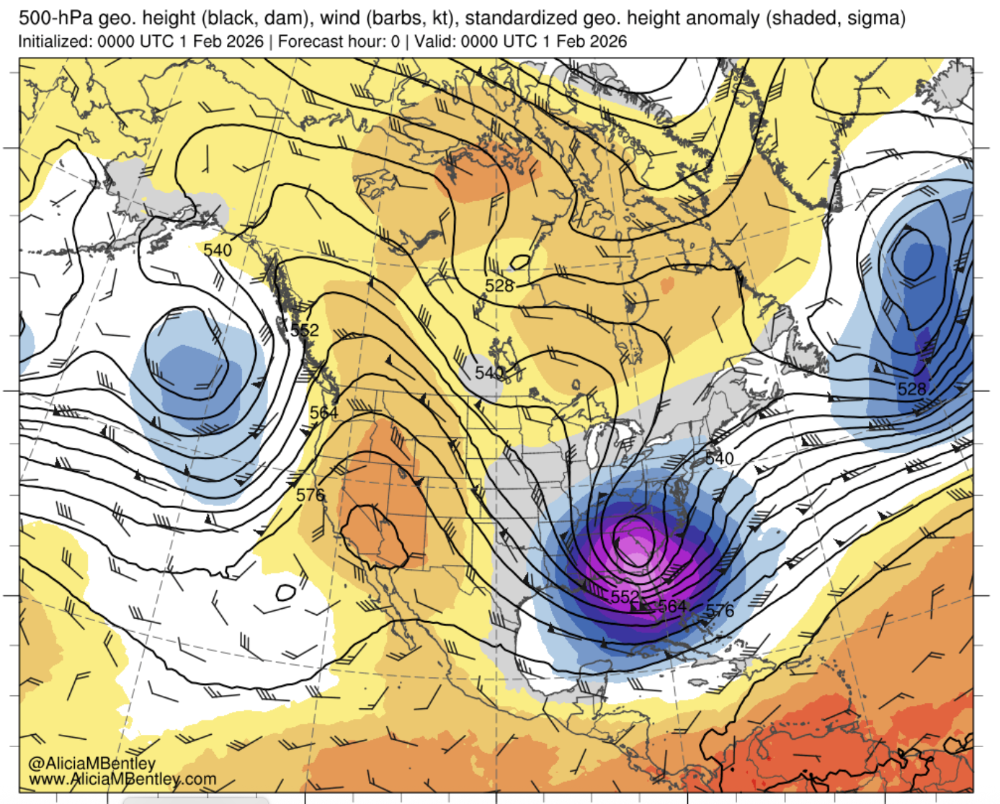 500-hPa geo. height (black, dam), wind (barbs, kt), standardized geo. height anomaly (shaded, sigma)
Initialized: 0000 UTC 1 Feb 2026 | Forecast hour: 0 | Valid: 0000 UTC 1 Feb 2026
540
528
552
540
528
564
540
576
552
564
576
@AliciaMBentley
www.AliciaMBentley.com